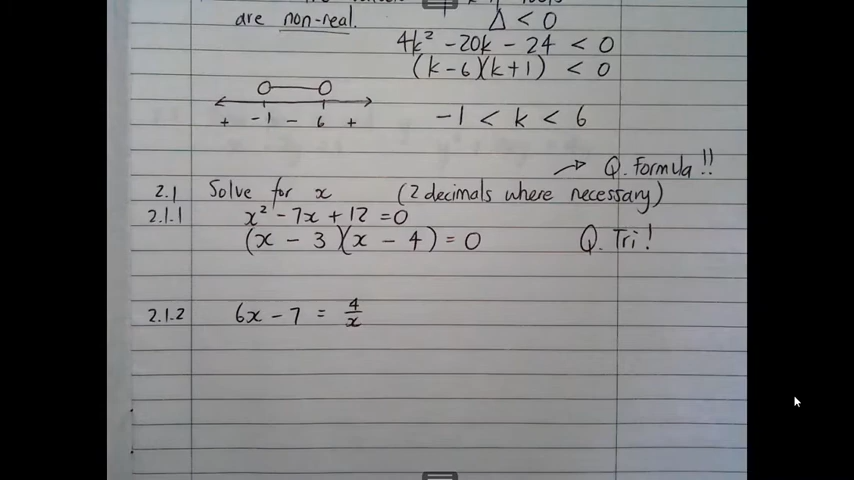 are non-real. Δ < 0
4k² - 20k - 24 < 0
(k - 6)(k + 1) < 0
+ -1 - 6 + -1 < k < 6
→ Q. Formula!!
2.1 Solve for x (2 decimals where necessary)
2.1.1 x² - 7x + 12 = 0
(x - 3)(x - 4) = 0 Q. Tri!
2.1.2 6x - 7 = 4/x